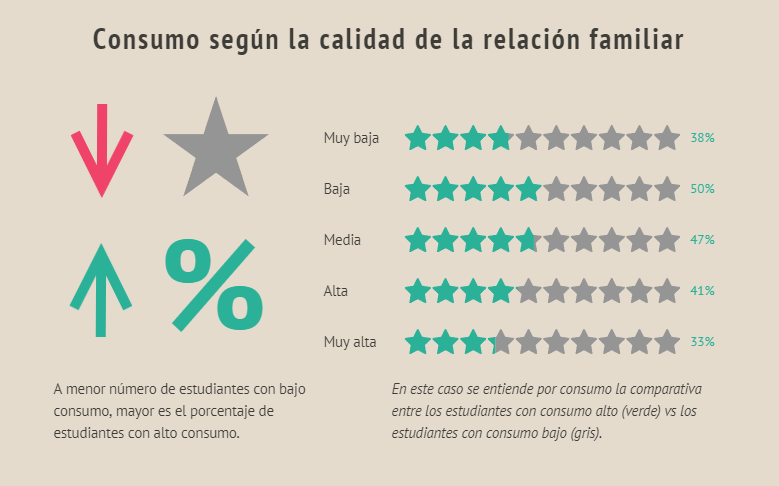 Consumo según la calidad de la relación familiar
Muy baja 38%
Baja 50%
%
Media 47%
Alta 41%
Muy alta 33%
A menor número de estudiantes con bajo
consumo, mayor es el porcentaje de
estudiantes con alto consumo.
En este caso se entiende por consumo la comparativa
entre los estudiantes con consumo alto (verde) vs los
estudiantes con consumo bajo (gris).